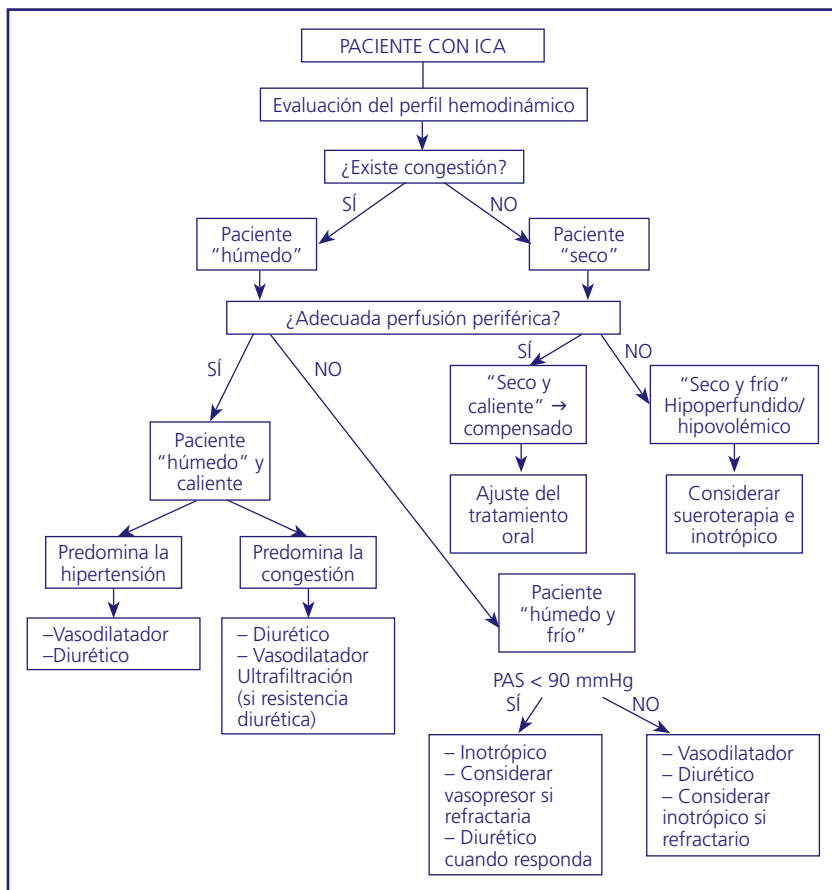 PACIENTE CON ICA
Evaluación del perfil hemodinámico
¿Existe congestión?
SÍ
NO
Paciente
“húmedo”
Paciente
“seco”
¿Adecuada perfusión periférica?
SÍ
NO
SÍ
NO
Paciente
“húmedo” y
caliente
“Seco y
caliente” →
compensado
“Seco y frío”
Hipoperfundido/
hipovolémico
Ajuste del
tratamiento
oral
Considerar
sueroterapia e
inotrópico
Predomina la
hipertensión
Predomina la
congestión
–Vasodilatador
–Diurético
– Diurético
– Vasodilatador
Ultrafiltración
(si resistencia
diurética)
Paciente
“húmedo y
frío”
PAS < 90 mmHg
SÍ
NO
– Inotrópico
– Considerar
vasopresor si
refractaria
– Diurético
cuando responda
– Vasodilatador
– Diurético
– Considerar
inotrópico si
refractario